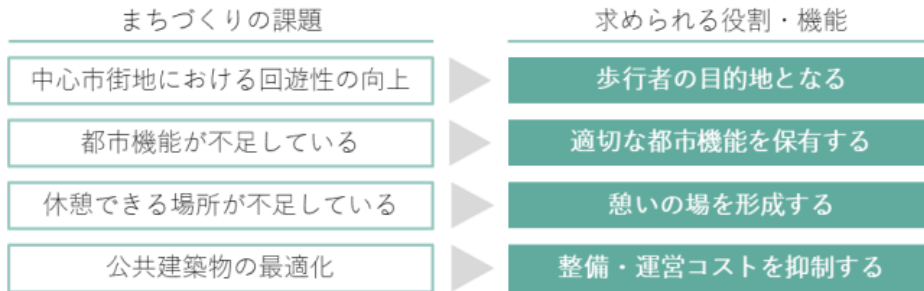 まちづくりの課題
求められる役割・機能
中心市街地における回遊性の向上
歩行者の目的地となる
都市機能が不足している
適切な都市機能を保有する
休憩できる場所が不足している
憩いの場を形成する
公共建築物の最適化
整備・運営コストを抑制する